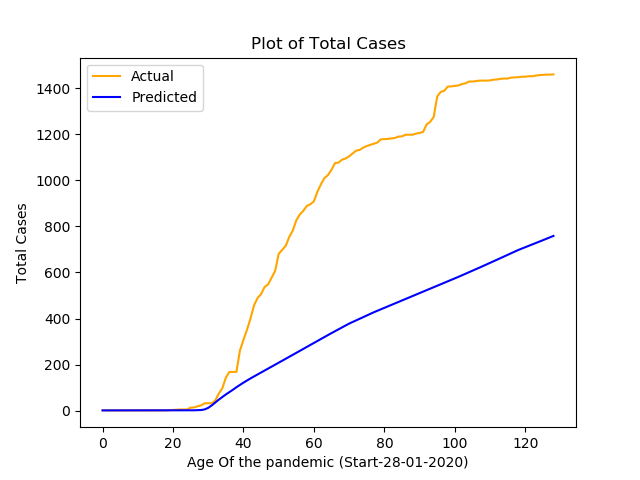 Plot of Total Cases
Actual
Predicted
1400
1200
1000
800
600
400
200
0
Total Cases
0 20 40 60 80 100 120
Age Of the pandemic (Start-28-01-2020)